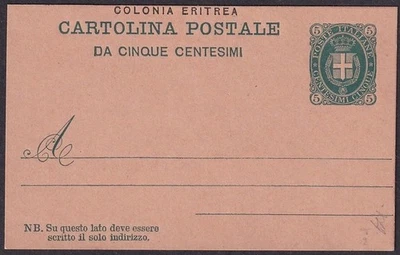 COLONIA ERITREA
CARTOLINA POSTALE
DA CINQUE CENTESIMI
POSTE ITALIANE
5 5
5 5
CENTESIMI CINQUE
A
NB. Su questo lato deve essere
scritto il solo indirizzo.